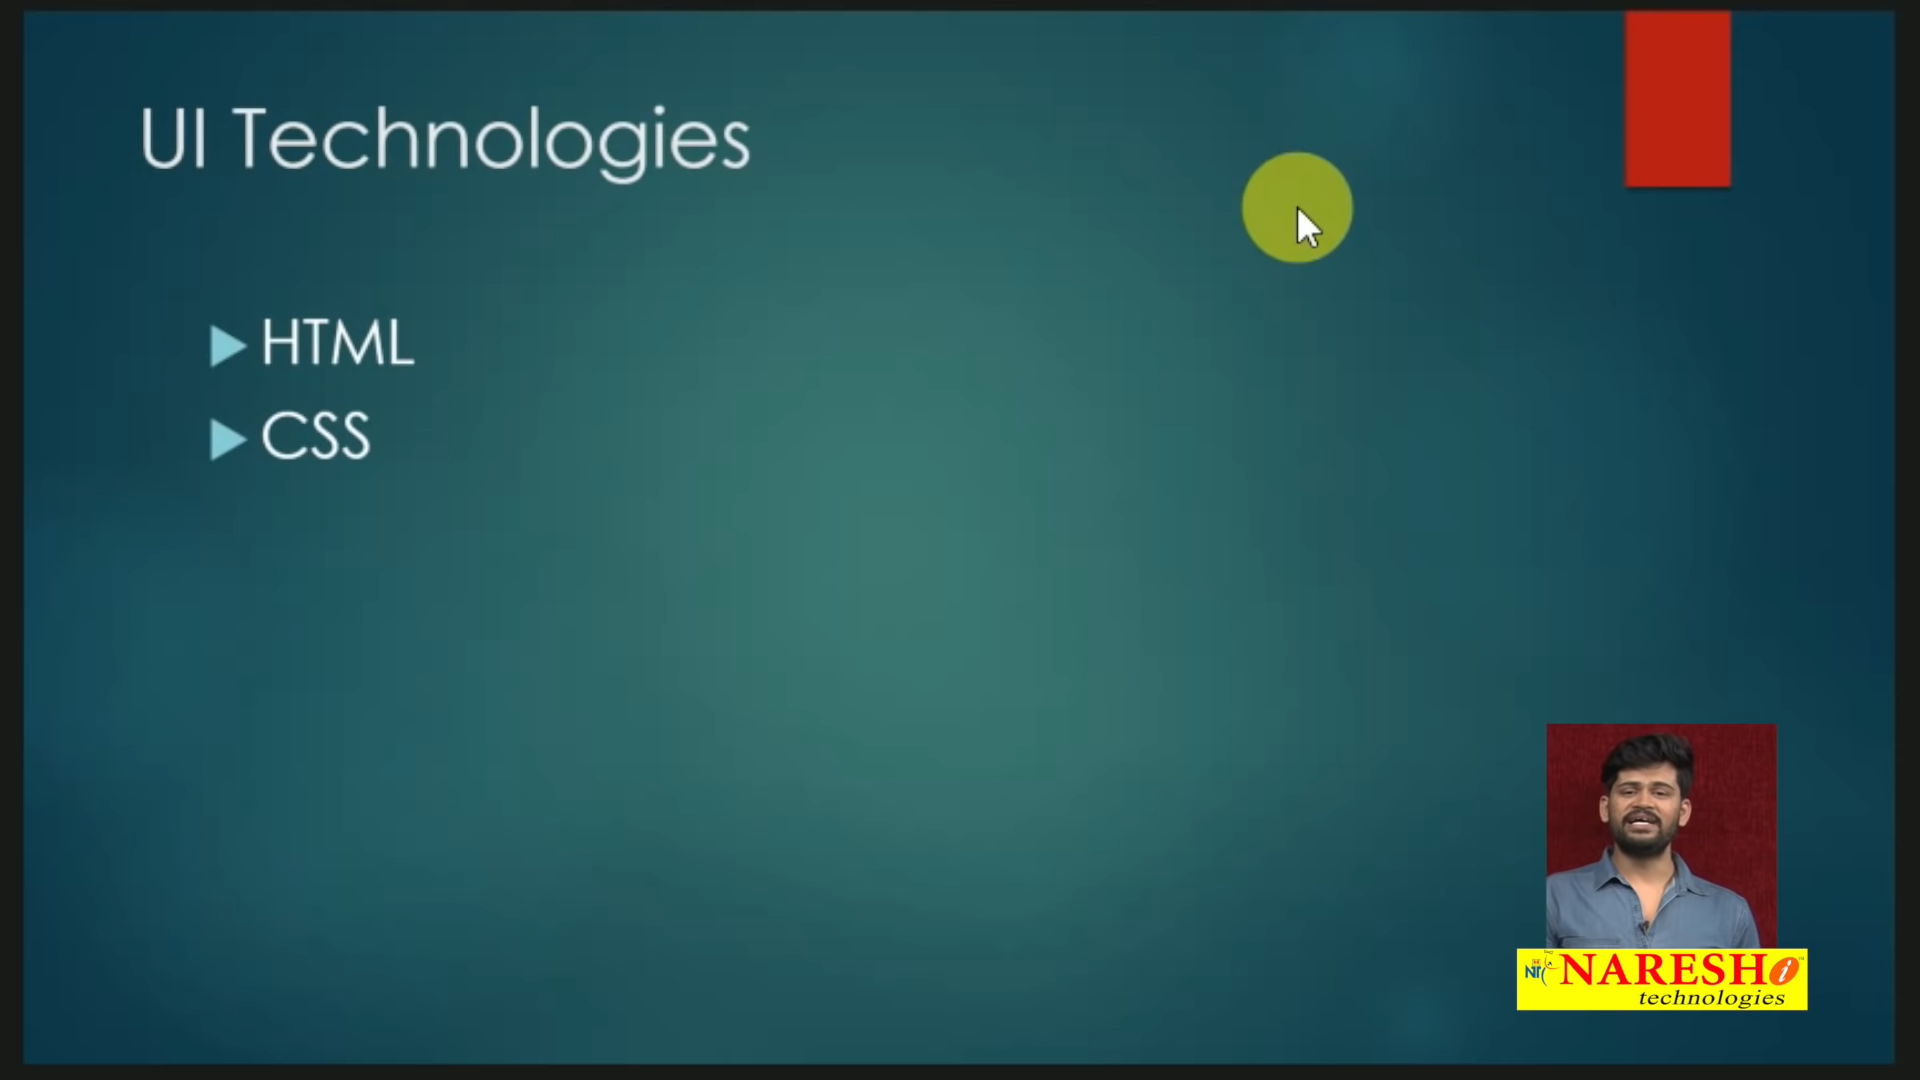 UI Technologies
HTML
CSS
NARESH i
technologies